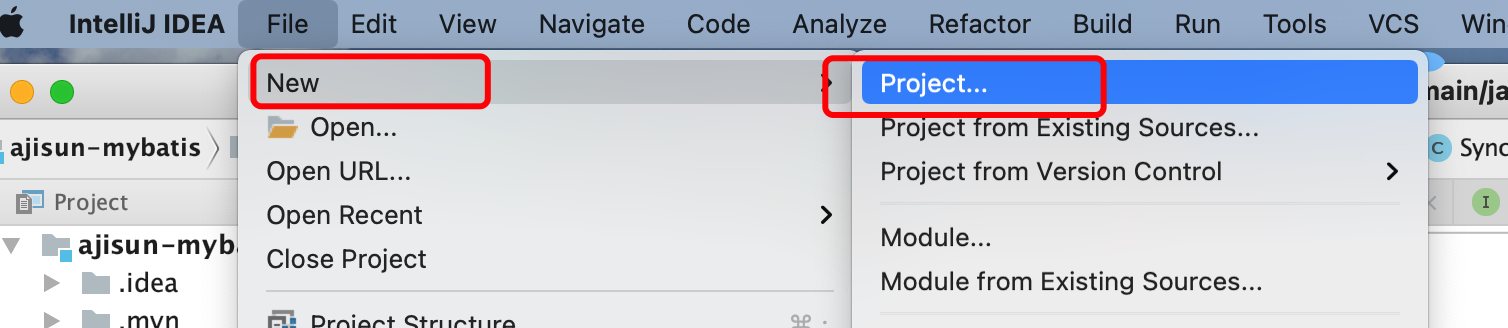 IntelliJ IDEA File Edit View Navigate Code Analyze Refactor Build Run Tools VCS Win
New
Project...
main/ja
Open...
Project from Existing Sources...
ajisun-mybatis
C Sync
Open URL...
Project from Version Control
Project
Open Recent
I
ajisun-myb
Module...
Close Project
.idea
Module from Existing Sources...
.mvn
Project Structure...